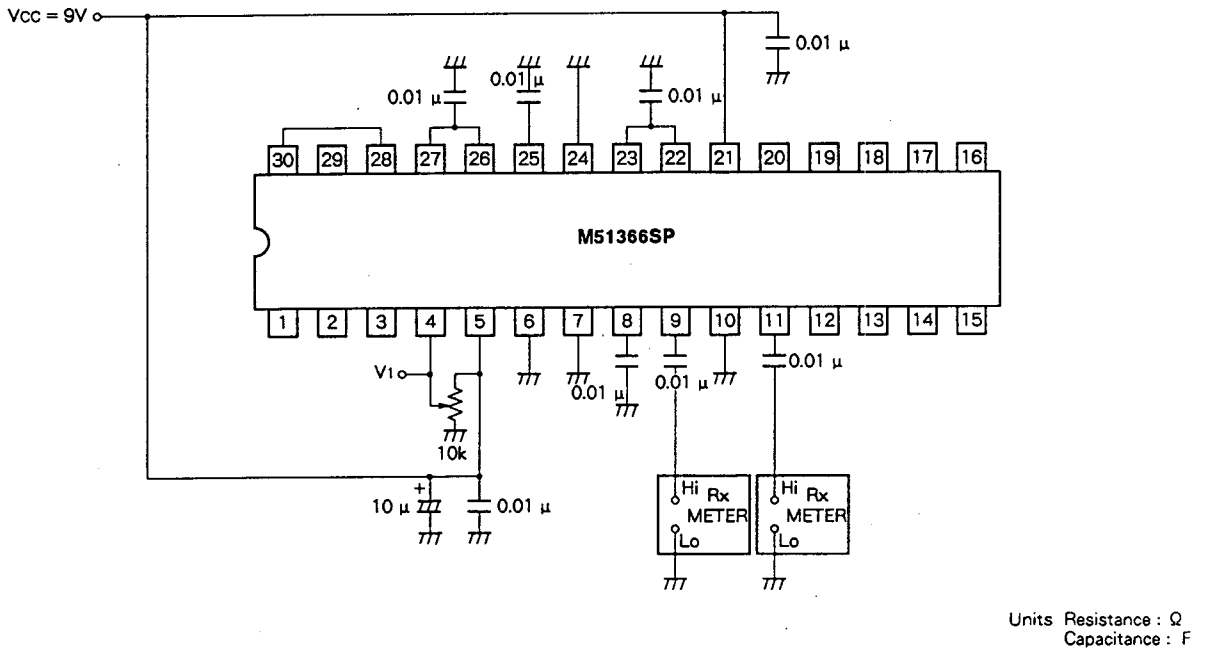 VCC = 9V
0.01 μ
0.01 μ
0.01 μ
0.01 μ
30 29 28 27 26 25 24 23 22 21 20 19 18 17 16
M51366SP
1 2 3 4 5 6 7 8 9 10 11 12 13 14 15
V1
0.01 μ
0.01 μ
0.01 μ
10k
+
10 μ
0.01 μ
Hi Rx
METER
Lo
Hi Rx
METER
Lo
Units Resistance : Ω
Capacitance : F